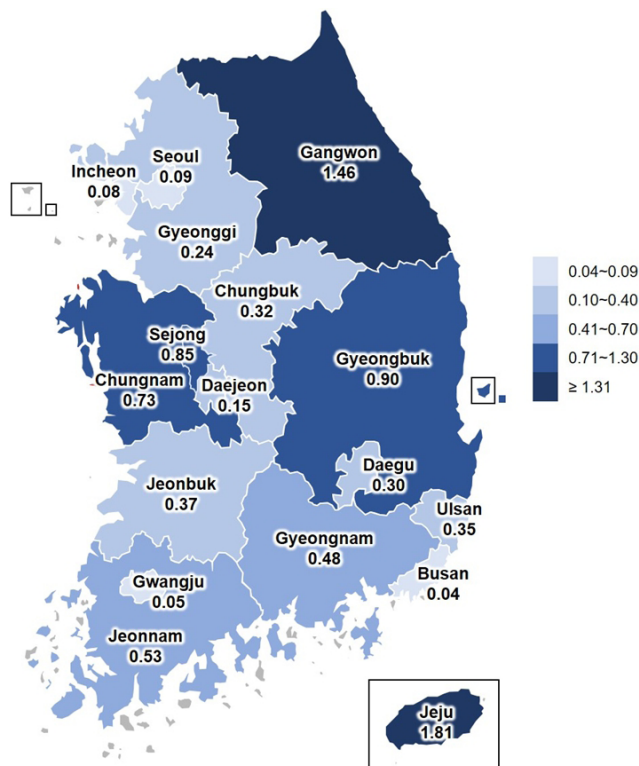 Seoul
0.09
Incheon
0.08
Gangwon
1.46
Gyeonggi
0.24
Chungbuk
0.32
Sejong
0.85
Chungnam
0.73
Daejeon
0.15
Gyeongbuk
0.90
Daegu
0.30
Jeonbuk
0.37
Ulsan
0.35
Gyeongnam
0.48
Busan
0.04
Gwangju
0.05
Jeonnam
0.53
Jeju
1.81
0.04~0.09
0.10~0.40
0.41~0.70
0.71~1.30
≥ 1.31